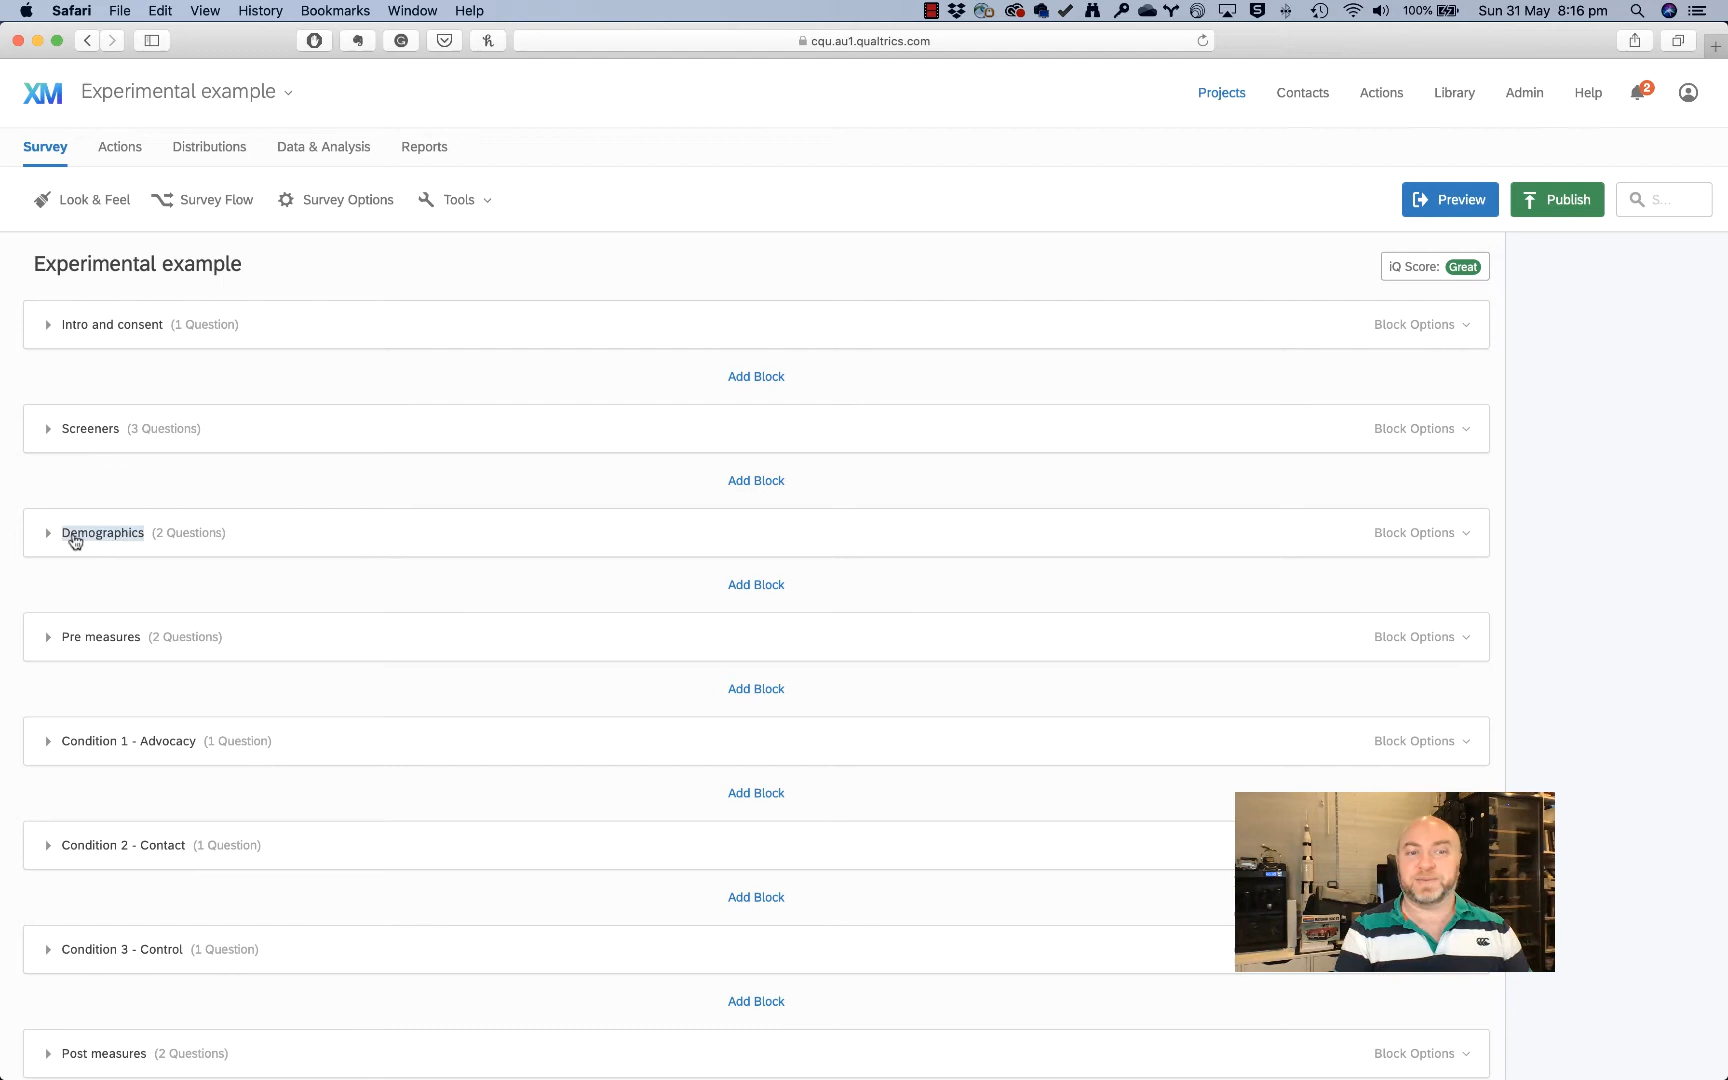 Safari File Edit View History Bookmarks Window Help 100% Sun 31 May 8:16 pm
cqu.au1.qualtrics.com
XM Experimental example Projects Contacts Actions Library Admin Help 2
Survey Actions Distributions Data & Analysis Reports
Look & Feel Survey Flow Survey Options Tools Preview Publish S...
Experimental example iQ Score: Great
Intro and consent (1 Question) Block Options
Add Block
Screeners (3 Questions) Block Options
Add Block
Demographics (2 Questions) Block Options
Add Block
Pre measures (2 Questions) Block Options
Add Block
Condition 1 - Advocacy (1 Question) Block Options
Add Block
Condition 2 - Contact (1 Question)
Add Block
Condition 3 - Control (1 Question)
Add Block
Post measures (2 Questions) Block Options